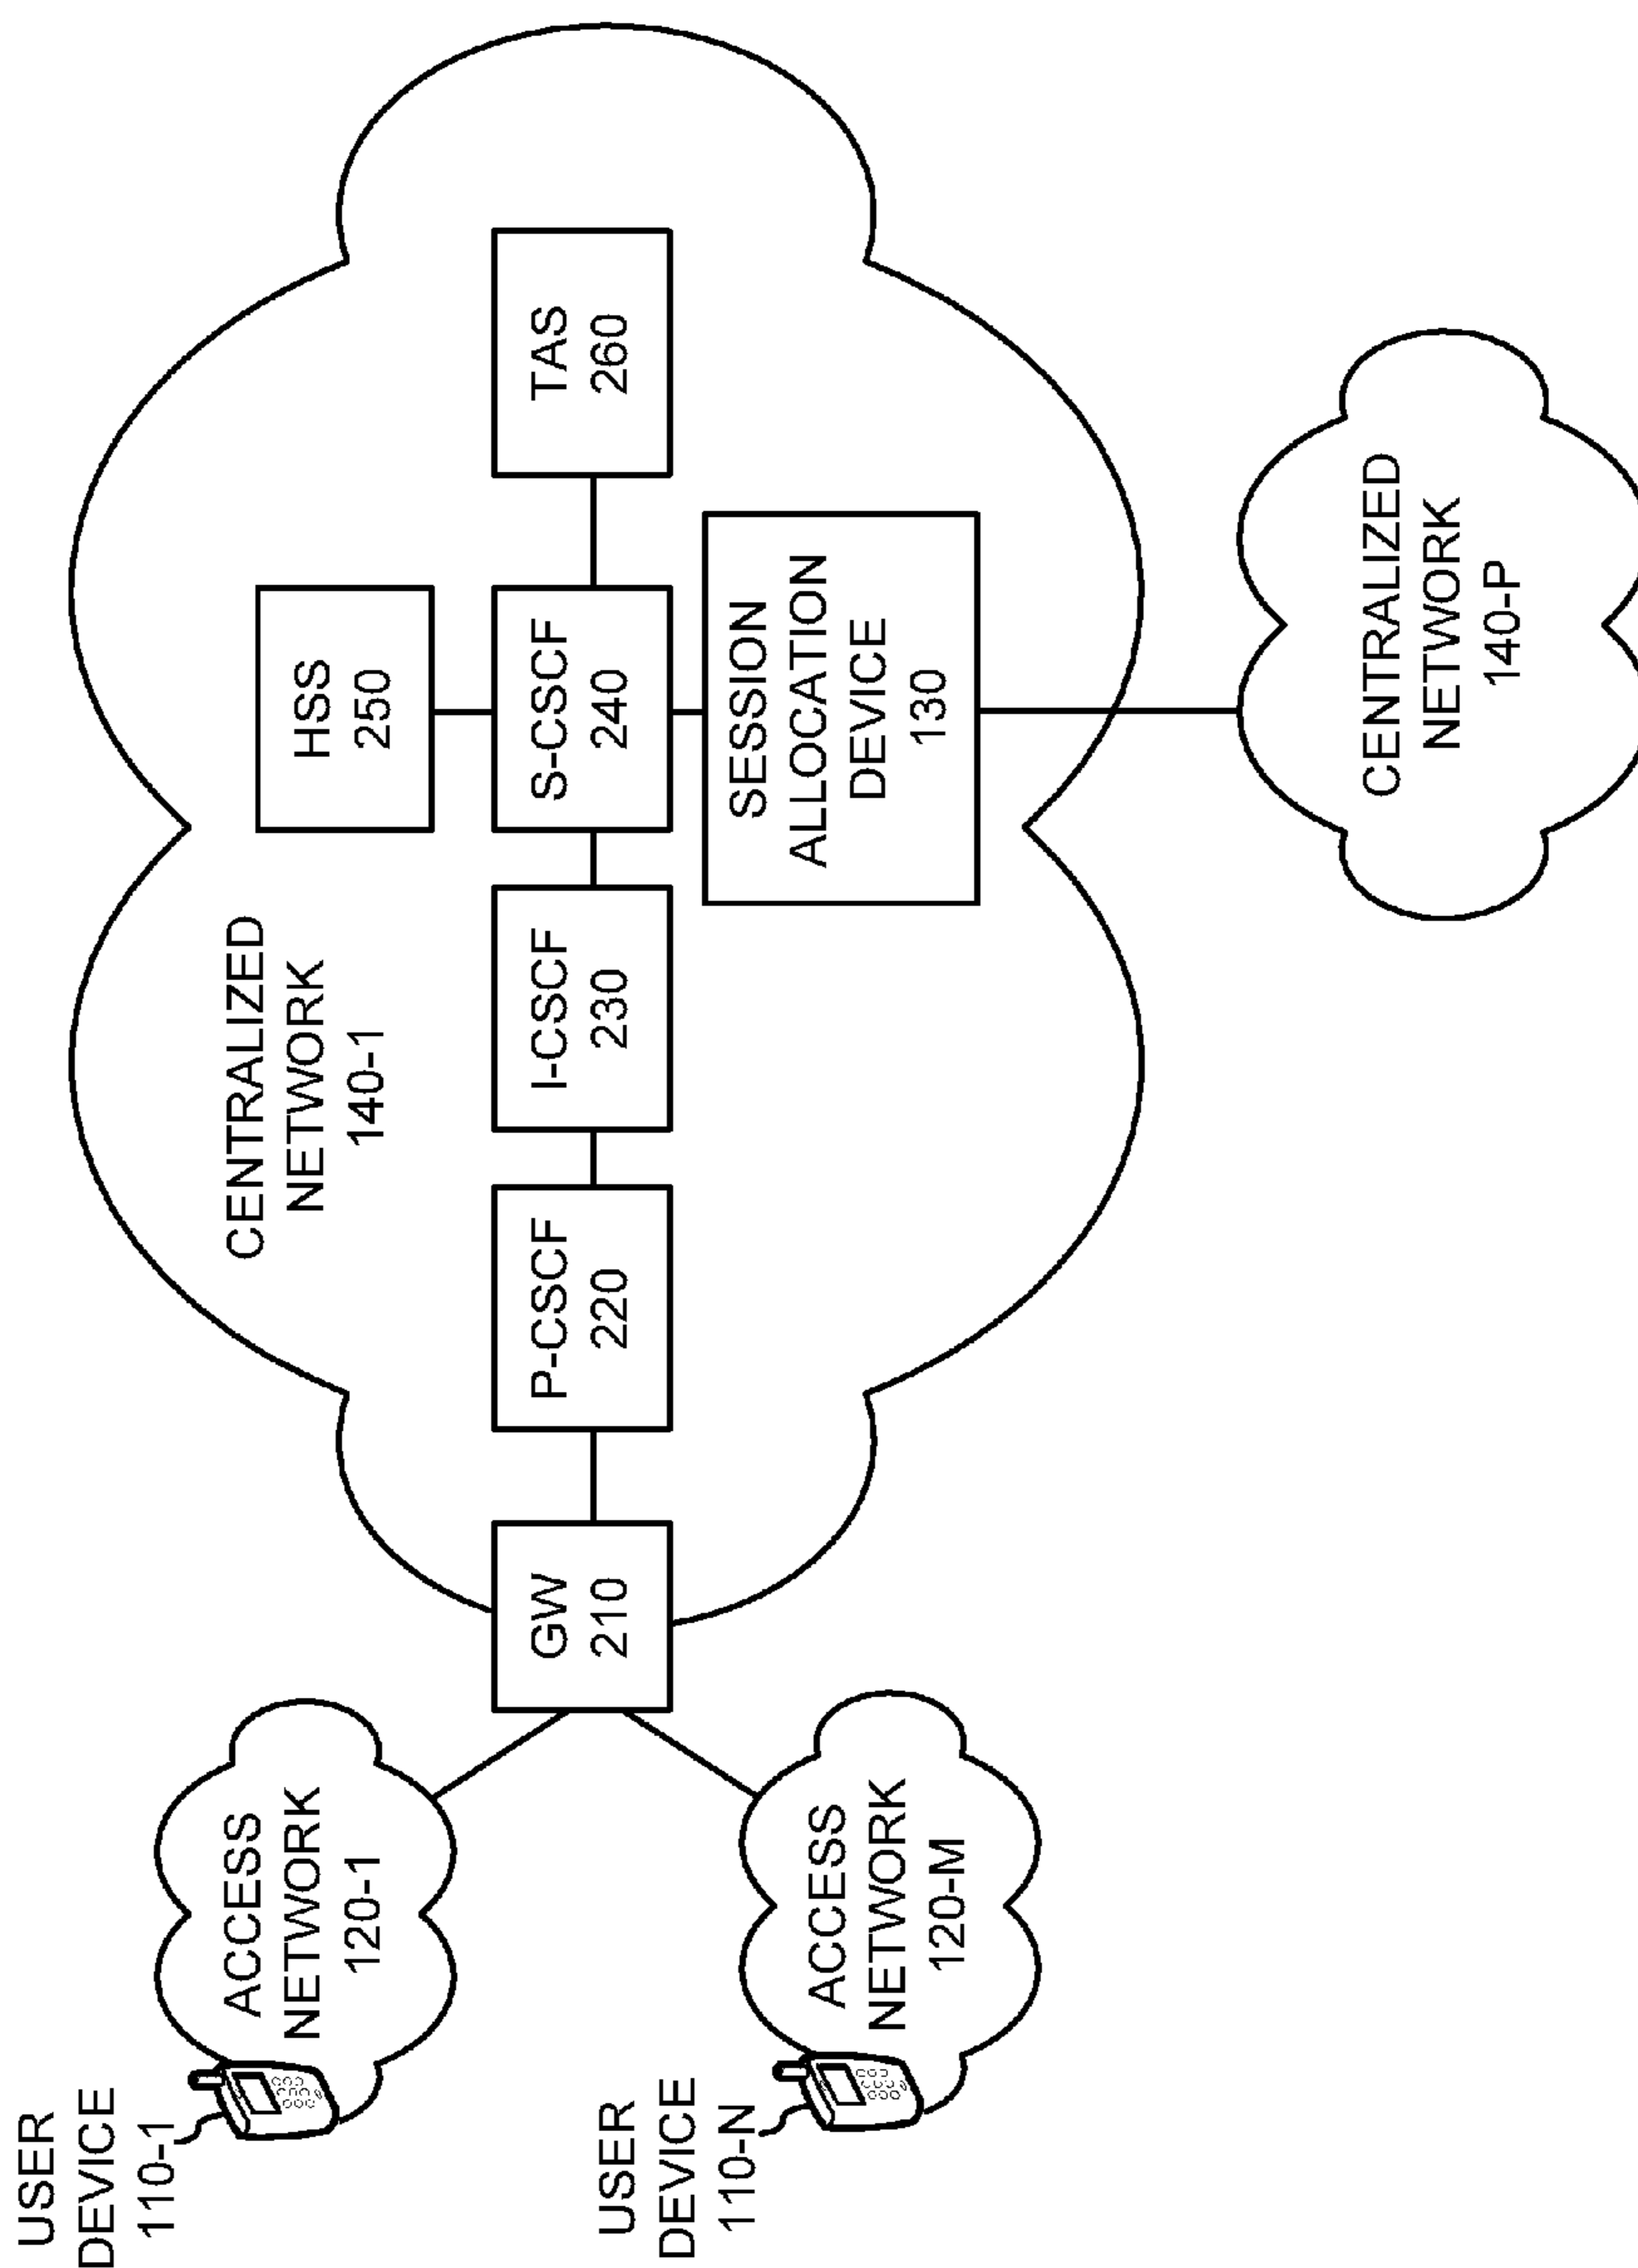 USER
DEVICE
110-1
ACCESS
NETWORK
120-1
USER
DEVICE
110-N
ACCESS
NETWORK
120-M
GW
210
CENTRALIZED
NETWORK
140-1
P-CSCF
220
I-CSCF
230
S-CSCF
240
HSS
250
TAS
260
SESSION
ALLOCATION
DEVICE
130
CENTRALIZED
NETWORK
140-P